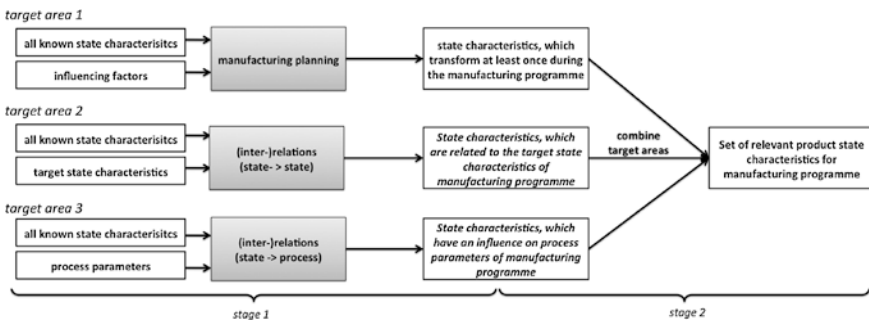 target area 1
all known state characterisitcs
influencing factors
manufacturing planning
state characteristics, which
transform at least once during
the manufacturing programme
target area 2
all known state characterisitcs
target state characteristics
(inter-)relations
(state- > state)
State characteristics, which
are related to the target state
characteristics of
manufacturing programme
combine
target areas
Set of relevant product state
characteristics for
manufacturing programme
target area 3
all known state characterisitcs
process parameters
(inter-)relations
(state -> process)
State characteristics, which
have an influence on process
parameters of manufacturing
programme
stage 1
stage 2